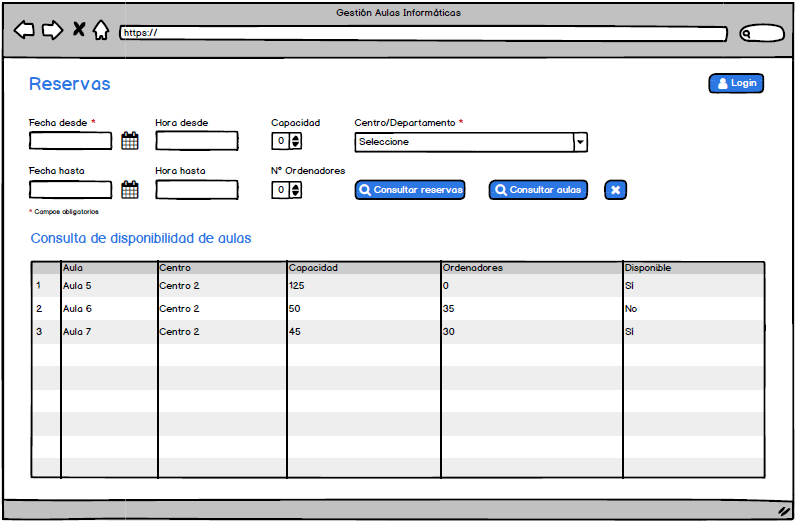 Gestión Aulas Informáticas
https://
Reservas
Login
Fecha desde * Hora desde Capacidad Centro/Departamento *
0 Seleccione
Fecha hasta Hora hasta Nº Ordenadores
0 Consultar reservas Consultar aulas
* Campos obligatorios
Consulta de disponibilidad de aulas
Aula Centro Capacidad Ordenadores Disponible
1 Aula 5 Centro 2 125 0 Sí
2 Aula 6 Centro 2 50 35 No
3 Aula 7 Centro 2 45 30 Sí